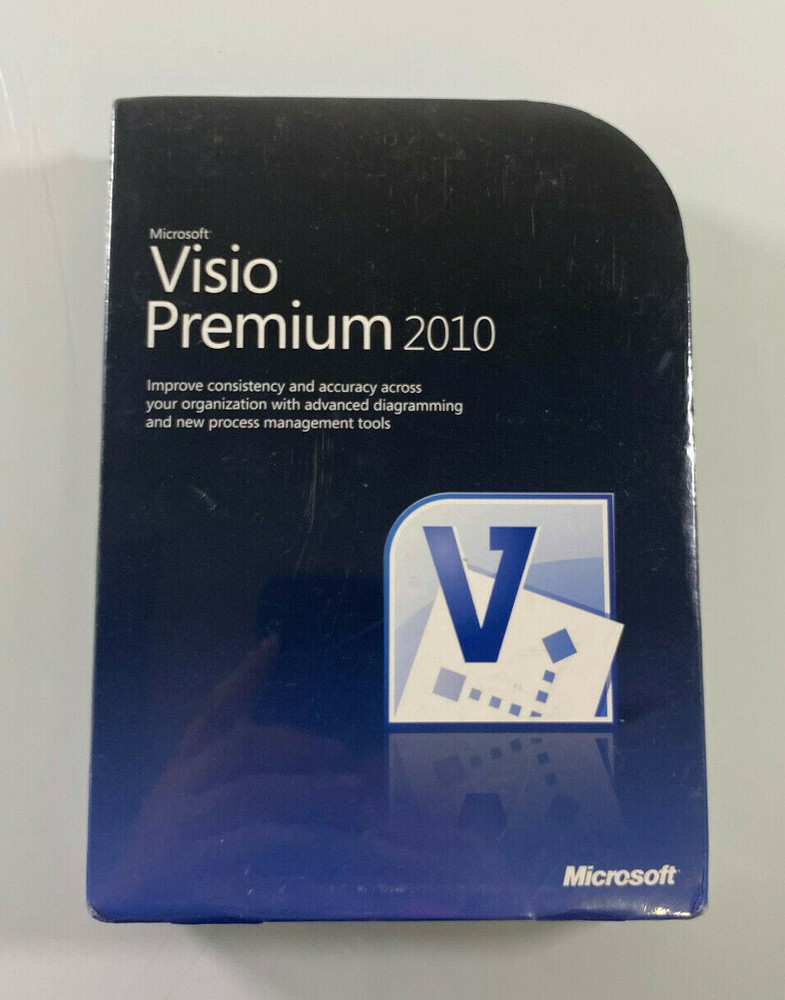 Microsoft
Visio
Premium 2010
Improve consistency and accuracy across
your organization with advanced diagramming
and new process management tools
V
Microsoft